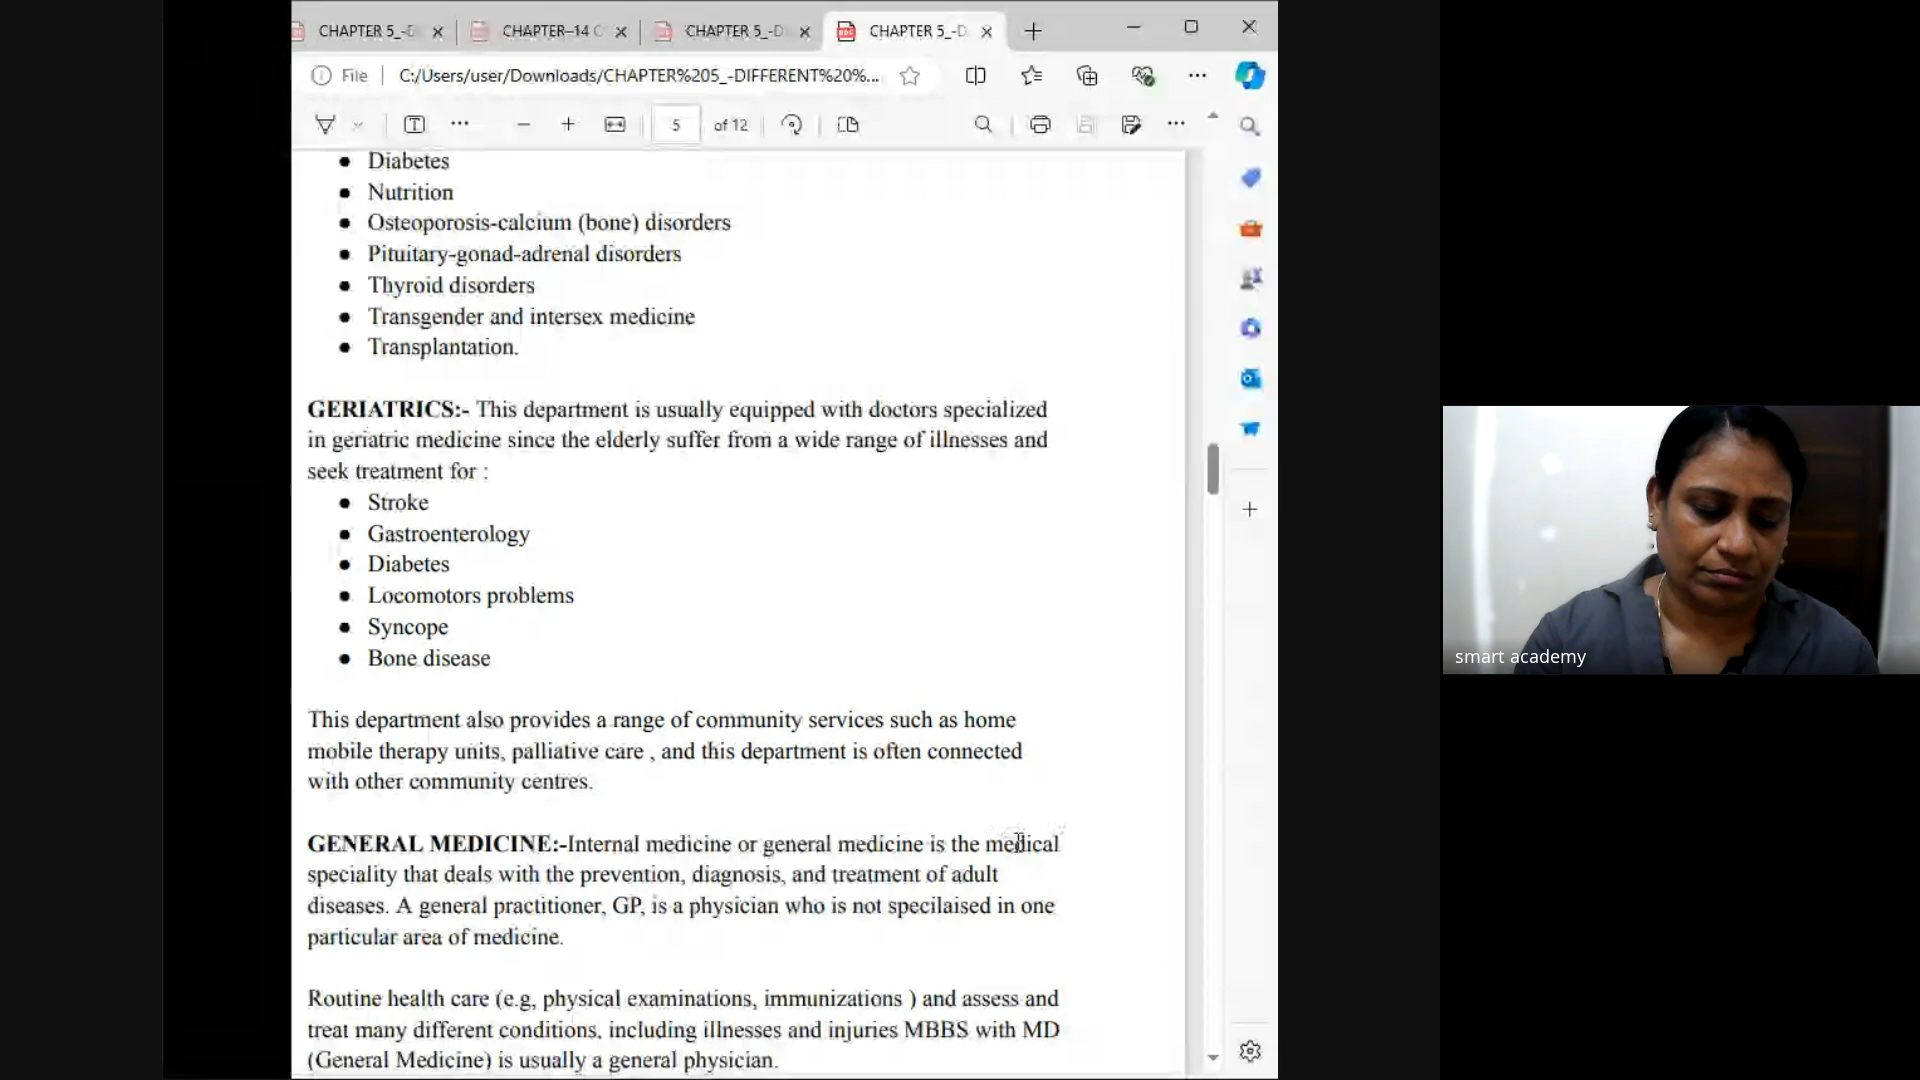 CHAPTER 5_-D
CHAPTER–14 C
CHAPTER 5_-D
CHAPTER 5_-D
File
C:/Users/user/Downloads/CHAPTER%205_-DIFFERENT%20%...
5 of 12
● Diabetes
● Nutrition
● Osteoporosis-calcium (bone) disorders
● Pituitary-gonad-adrenal disorders
● Thyroid disorders
● Transgender and intersex medicine
● Transplantation.
GERIATRICS:- This department is usually equipped with doctors specialized
in geriatric medicine since the elderly suffer from a wide range of illnesses and
seek treatment for :
● Stroke
● Gastroenterology
● Diabetes
● Locomotors problems
● Syncope
● Bone disease
This department also provides a range of community services such as home
mobile therapy units, palliative care , and this department is often connected
with other community centres.
GENERAL MEDICINE:-Internal medicine or general medicine is the medical
speciality that deals with the prevention, diagnosis, and treatment of adult
diseases. A general practitioner, GP, is a physician who is not specilaised in one
particular area of medicine.
Routine health care (e.g, physical examinations, immunizations ) and assess and
treat many different conditions, including illnesses and injuries MBBS with MD
(General Medicine) is usually a general physician.
smart academy